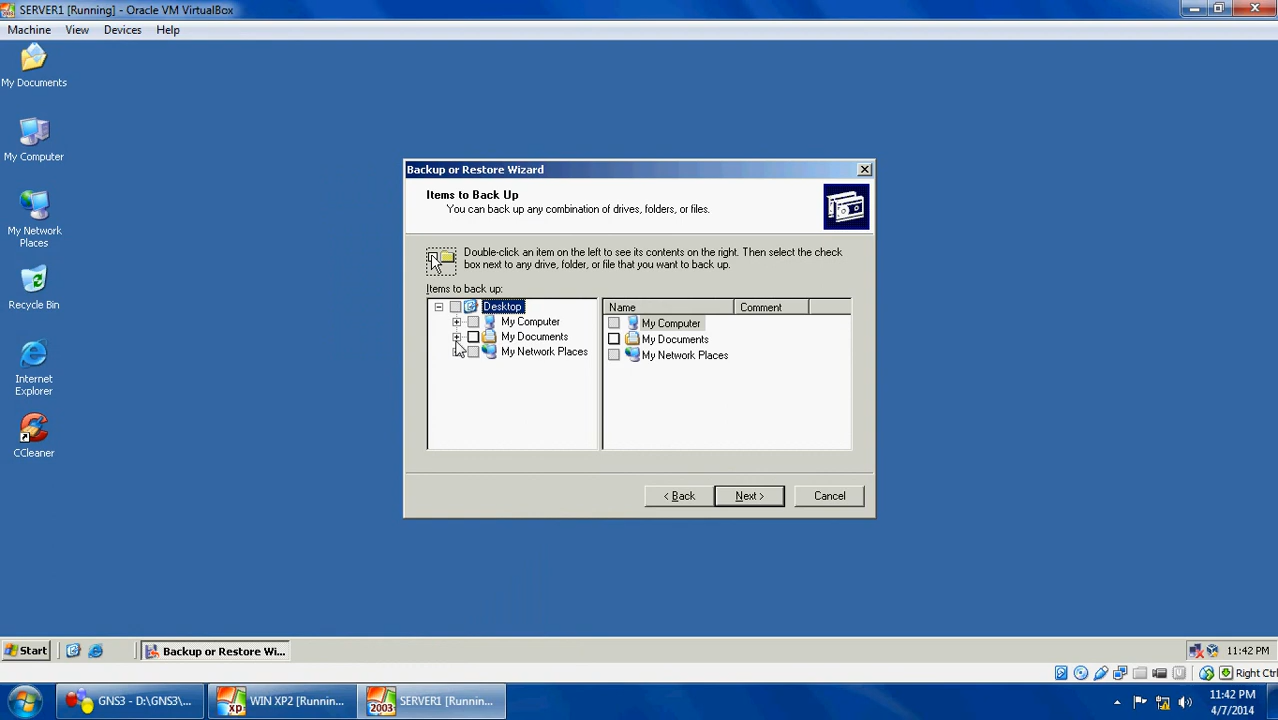 SERVER1 [Running] - Oracle VM VirtualBox
Machine View Devices Help
My Documents
My Computer
My Network
Places
Recycle Bin
Internet
Explorer
CCleaner
Backup or Restore Wizard
Items to Back Up
You can back up any combination of drives, folders, or files.
Double-click an item on the left to see its contents on the right. Then select the check
box next to any drive, folder, or file that you want to back up.
Items to back up:
Desktop
My Computer
My Documents
My Network Places
Name Comment
My Computer
My Documents
My Network Places
< Back Next > Cancel
Start Backup or Restore Wi... 11:42 PM
Right Ctrl
GNS3 - D:\GNS3\... xp WIN XP2 [Runnin... 2003 SERVER1 [Runnin...
11:42 PM
4/7/2014